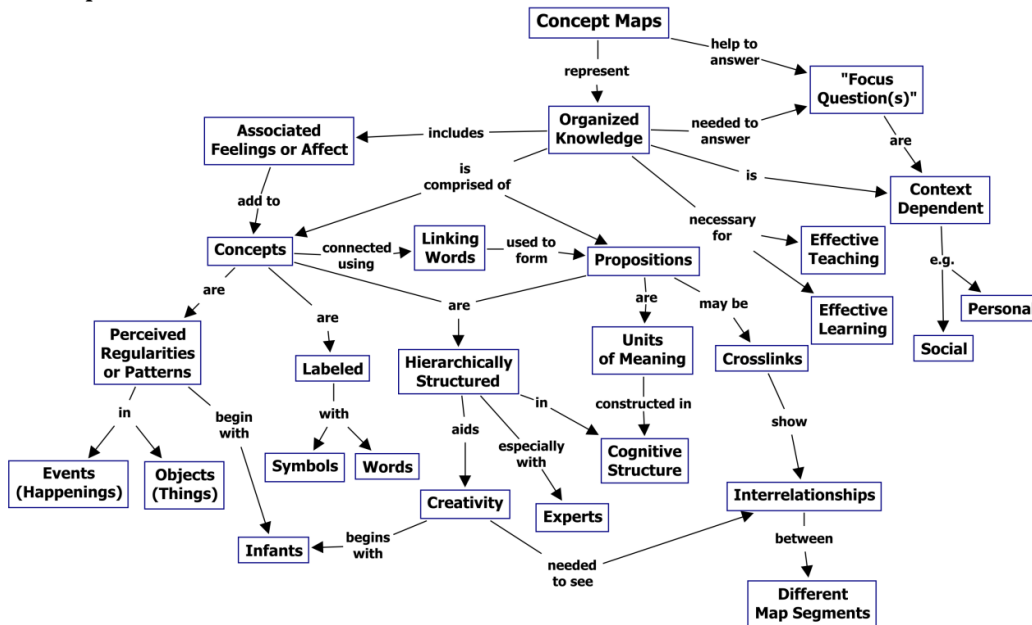 Concept Maps
help to
answer
represent
"Focus
Question(s)"
Organized
Knowledge
needed to
answer
Associated
Feelings or Affect
includes
are
is
comprised of
is
Context
Dependent
add to
necessary
for
Concepts
connected
using
Linking
Words
used to
form
Propositions
Effective
Teaching
e.g.
are
are
are
are
may be
Effective
Learning
Personal
Perceived
Regularities
or Patterns
Labeled
Hierarchically
Structured
Units
of Meaning
Crosslinks
Social
in
begin
with
with
aids
in
constructed in
show
especially
with
Events
(Happenings)
Objects
(Things)
Symbols
Words
Cognitive
Structure
Creativity
Experts
Interrelationships
Infants
begins
with
needed
to see
between
Different
Map Segments